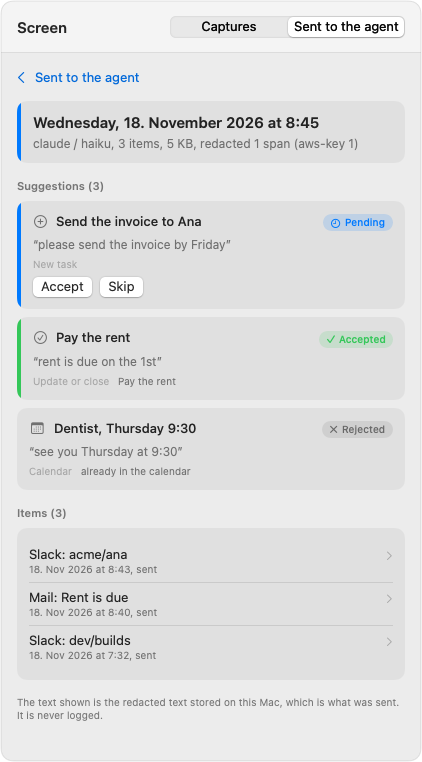 Screen
Captures
Sent to the agent
Sent to the agent
Wednesday, 18. November 2026 at 8:45
claude / haiku, 3 items, 5 KB, redacted 1 span (aws-key 1)
Suggestions (3)
Send the invoice to Ana
Pending
“please send the invoice by Friday”
New task
Accept
Skip
Pay the rent
Accepted
“rent is due on the 1st”
Update or close Pay the rent
Dentist, Thursday 9:30
Rejected
“see you Thursday at 9:30”
Calendar already in the calendar
Items (3)
Slack: acme/ana
18. Nov 2026 at 8:43, sent
Mail: Rent is due
18. Nov 2026 at 8:40, sent
Slack: dev/builds
18. Nov 2026 at 7:32, sent
The text shown is the redacted text stored on this Mac, which is what was sent.
It is never logged.